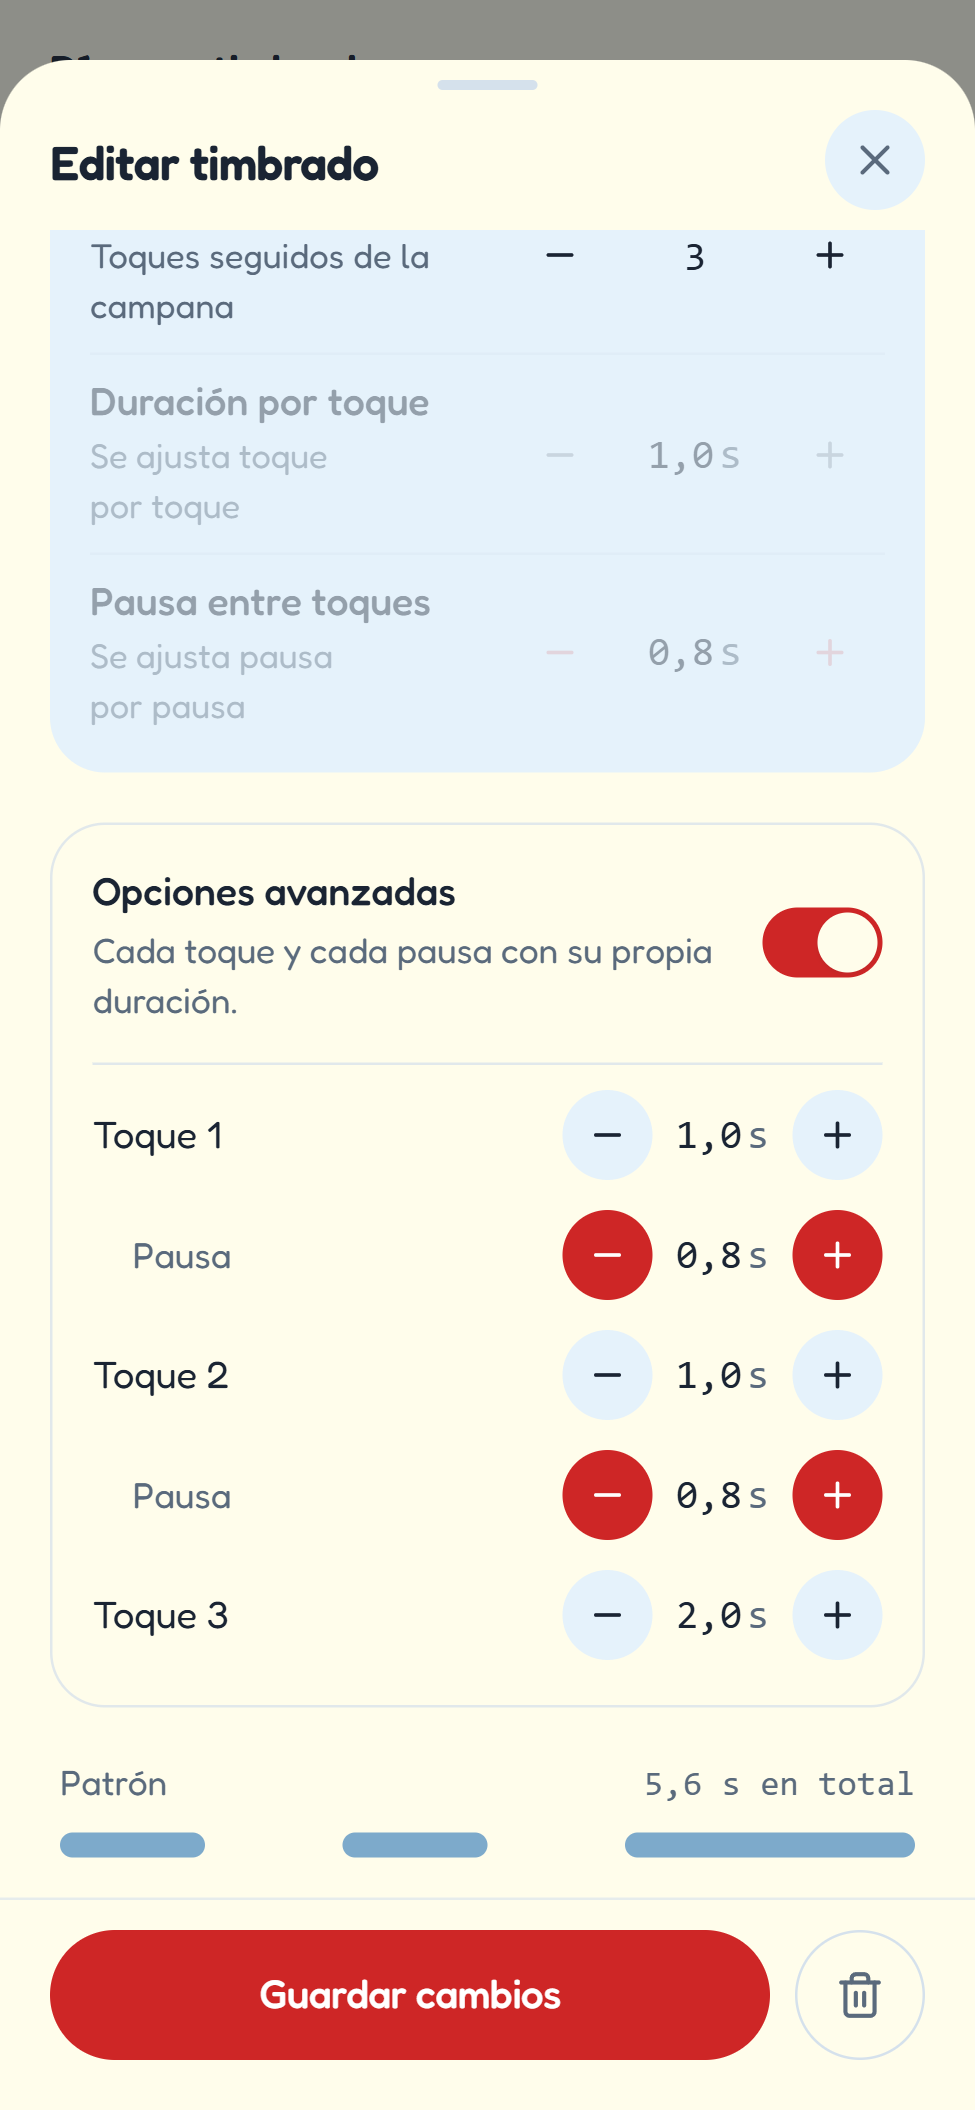 Editar timbrado
Toques seguidos de la
campana
− 3 +
Duración por toque
Se ajusta toque
por toque
− 1,0 s +
Pausa entre toques
Se ajusta pausa
por pausa
− 0,8 s +
Opciones avanzadas
Cada toque y cada pausa con su propia
duración.
Toque 1 − 1,0 s +
Pausa − 0,8 s +
Toque 2 − 1,0 s +
Pausa − 0,8 s +
Toque 3 − 2,0 s +
Patrón 5,6 s en total
Guardar cambios